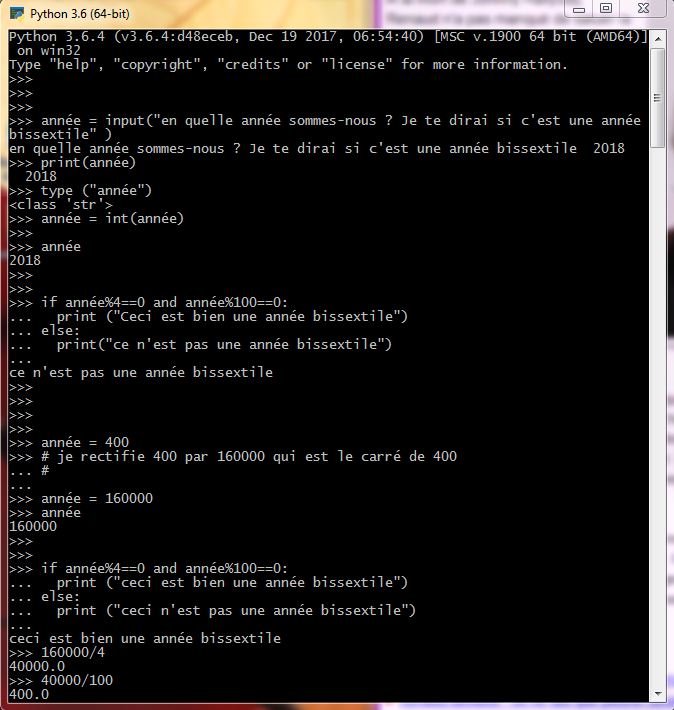 Python 3.6 (64-bit)
Python 3.6.4 (v3.6.4:d48eceb, Dec 19 2017, 06:54:40) [MSC v.1900 64 bit (AMD64)]
 on win32
Type "help", "copyright", "credits" or "license" for more information.
>>>
>>>
>>>
>>> année = input("en quelle année sommes-nous ? Je te dirai si c'est une année
bissextile" )
en quelle année sommes-nous ? Je te dirai si c'est une année bissextile  2018
>>> print(année)
  2018
>>> type ("année")
<class 'str'>
>>> année = int(année)
>>>
>>> année
2018
>>>
>>>
>>> if année%4==0 and année%100==0:
...   print ("Ceci est bien une année bissextile")
... else:
...   print("ce n'est pas une année bissextile")
...
ce n'est pas une année bissextile
>>>
>>>
>>>
>>>
>>> année = 400
>>> # je rectifie 400 par 160000 qui est le carré de 400
... #
...
>>> année = 160000
>>> année
160000
>>>
>>>
>>> if année%4==0 and année%100==0:
...   print ("ceci est bien une année bissextile")
... else:
...   print ("ceci n'est pas une année bissextile")
...
ceci est bien une année bissextile
>>> 160000/4
40000.0
>>> 40000/100
400.0